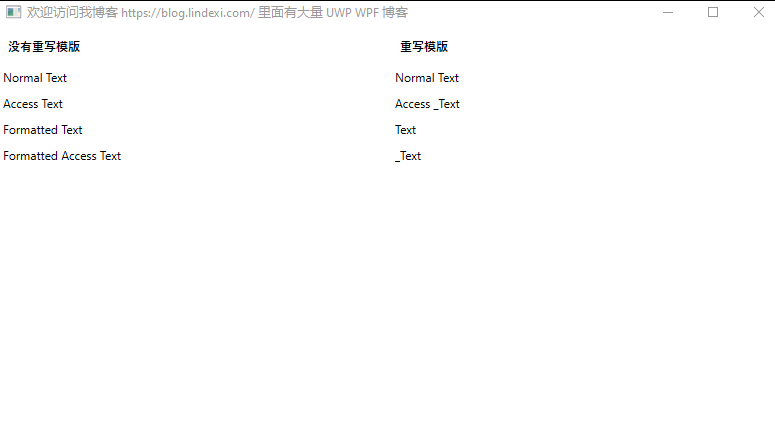 欢迎访问我博客 https://blog.lindexi.com/ 里面有大量 UWP WPF 博客
没有重写模版 重写模版
Normal Text Normal Text
Access Text Access _Text
Formatted Text Text
Formatted Access Text _Text